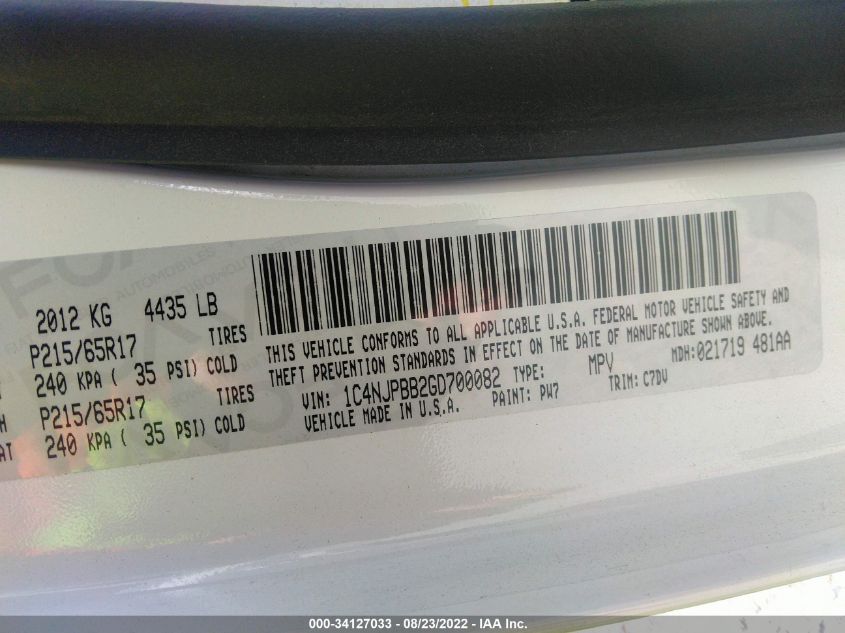 2012 KG 4435 LB
P215/65R17 TIRES
240 KPA ( 35 PSI) COLD
P215/65R17 TIRES
240 KPA ( 35 PSI) COLD
THIS VEHICLE CONFORMS TO ALL APPLICABLE U.S.A. FEDERAL MOTOR VEHICLE SAFETY AND
THEFT PREVENTION STANDARDS IN EFFECT ON THE DATE OF MANUFACTURE SHOWN ABOVE.
VIN: 1C4NJPBB2GD700082 TYPE: MPV MDH:021719 481AA
VEHICLE MADE IN U.S.A. PAINT: PW7 TRIM: C7DV
000-34127033 - 08/23/2022 - IAA Inc.